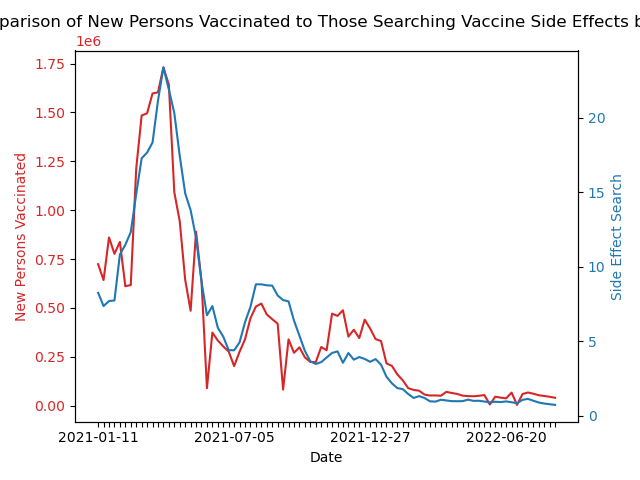 parison of New Persons Vaccinated to Those Searching Vaccine Side Effects b
1e6
1.75
1.50
1.25
1.00
0.75
0.50
0.25
0.00
New Persons Vaccinated
20
15
10
5
0
Side Effect Search
2021-01-11 2021-07-05 2021-12-27 2022-06-20
Date